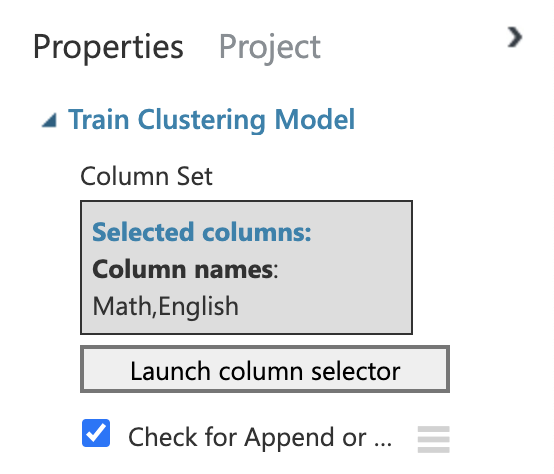 Properties Project
Train Clustering Model
Column Set
Selected columns:
Column names:
Math,English
Launch column selector
Check for Append or ...